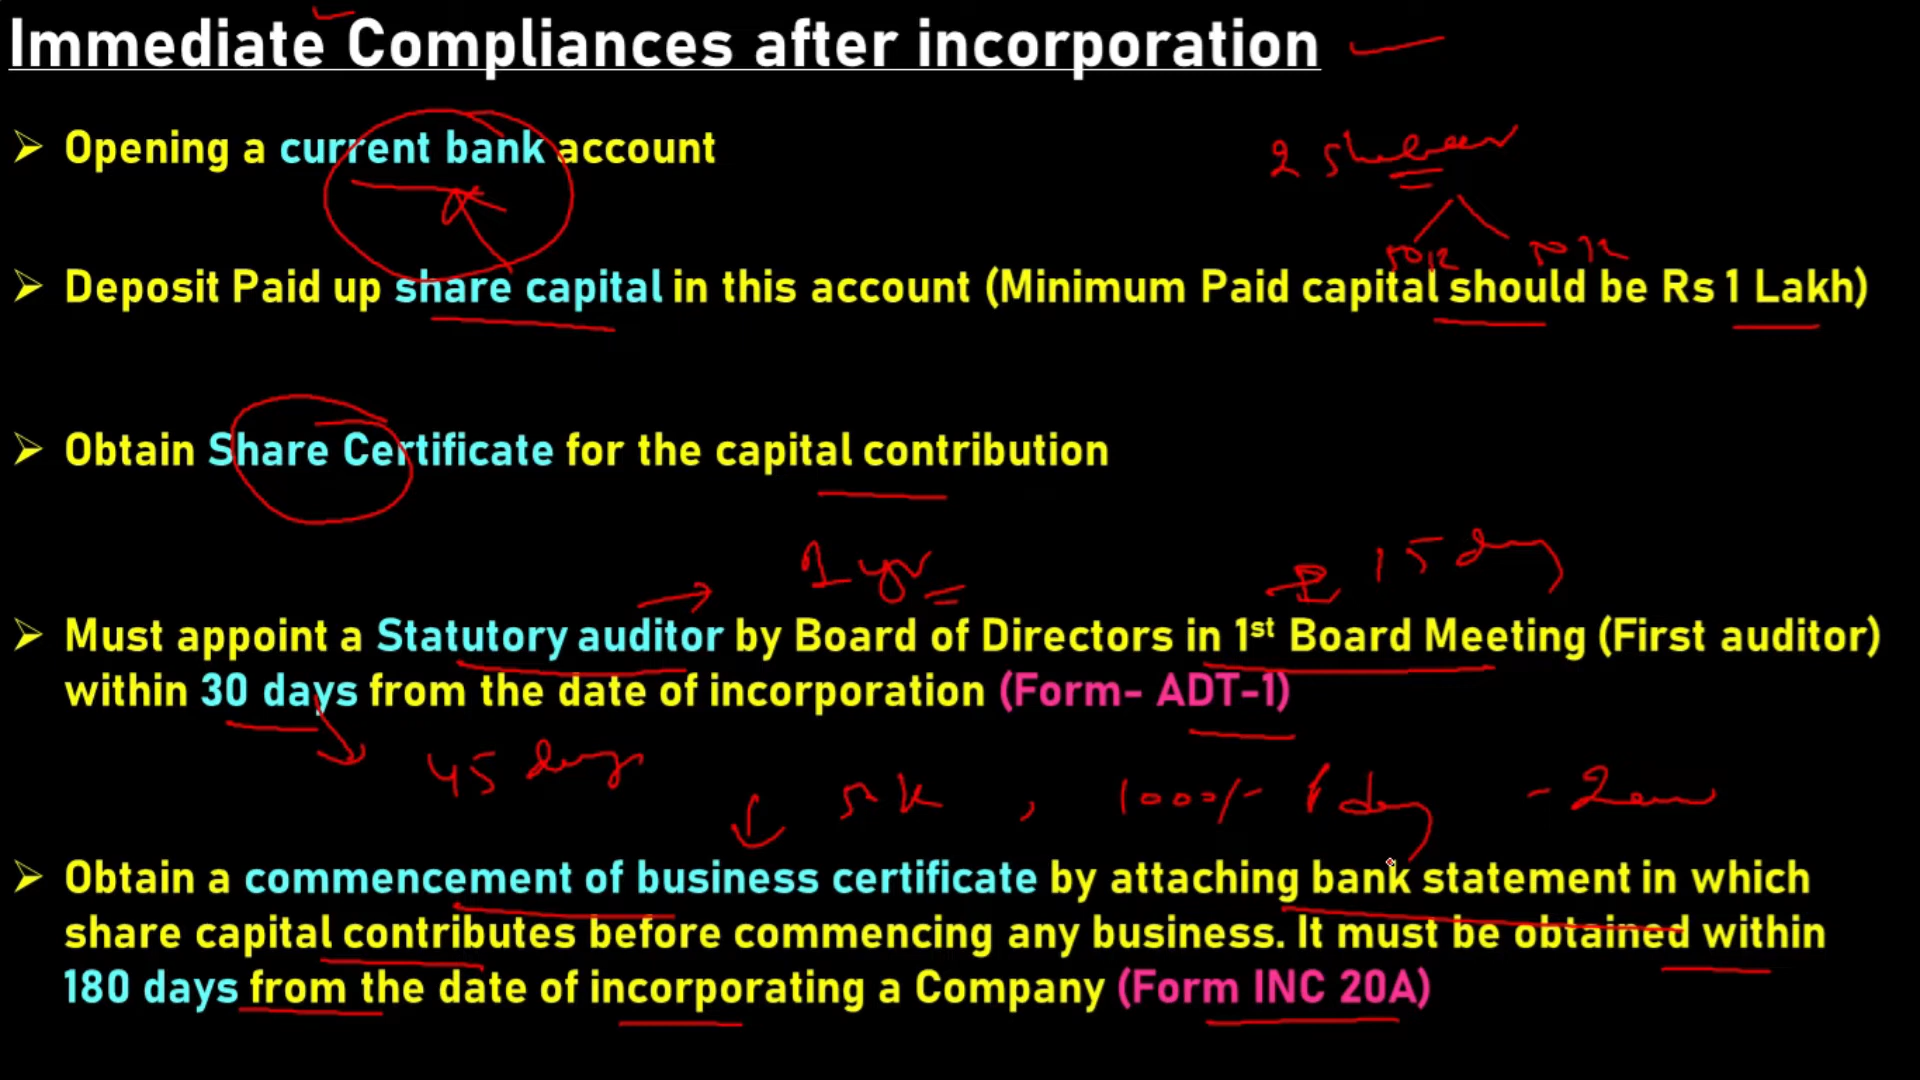 Immediate Compliances after incorporation
➢ Opening a current bank account
2
50k 50k
➢ Deposit Paid up share capital in this account (Minimum Paid capital should be Rs 1 Lakh)
➢ Obtain Share Certificate for the capital contribution
1 yr
15 days
➢ Must appoint a Statutory auditor by Board of Directors in 1st Board Meeting (First auditor)
within 30 days from the date of incorporation (Form- ADT-1)
45 days
5k , 1000/- / day - 2
➢ Obtain a commencement of business certificate by attaching bank statement in which
share capital contributes before commencing any business. It must be obtained within
180 days from the date of incorporating a Company (Form INC 20A)